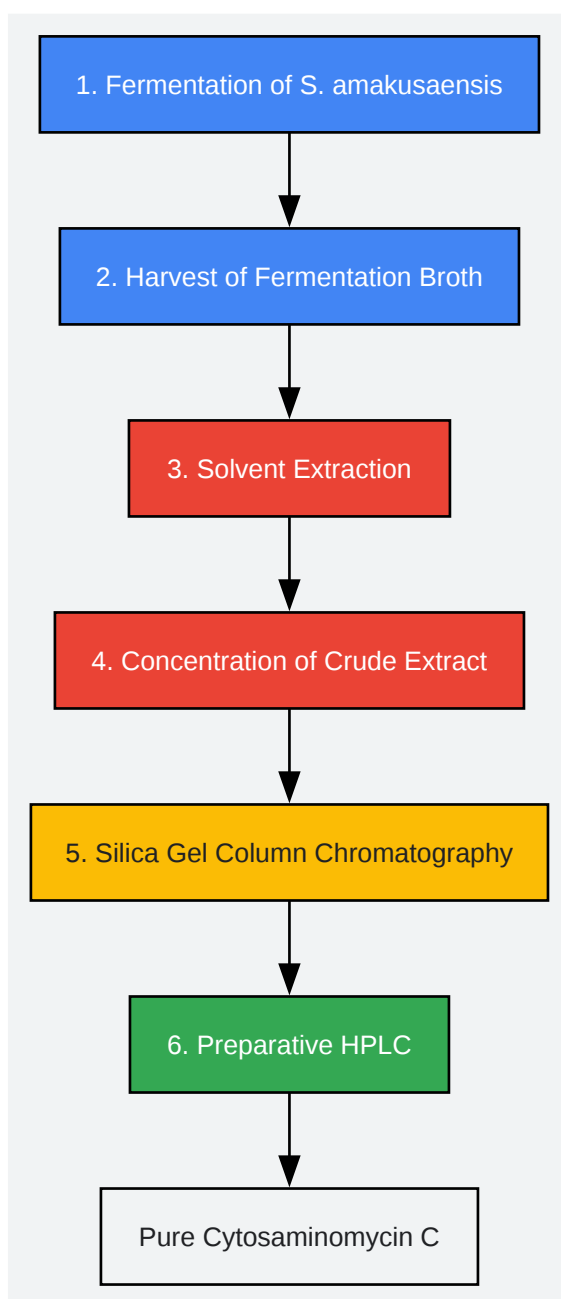 1. Fermentation of S. amakusaensis
2. Harvest of Fermentation Broth
3. Solvent Extraction
4. Concentration of Crude Extract
5. Silica Gel Column Chromatography
6. Preparative HPLC
Pure Cytosaminomycin C